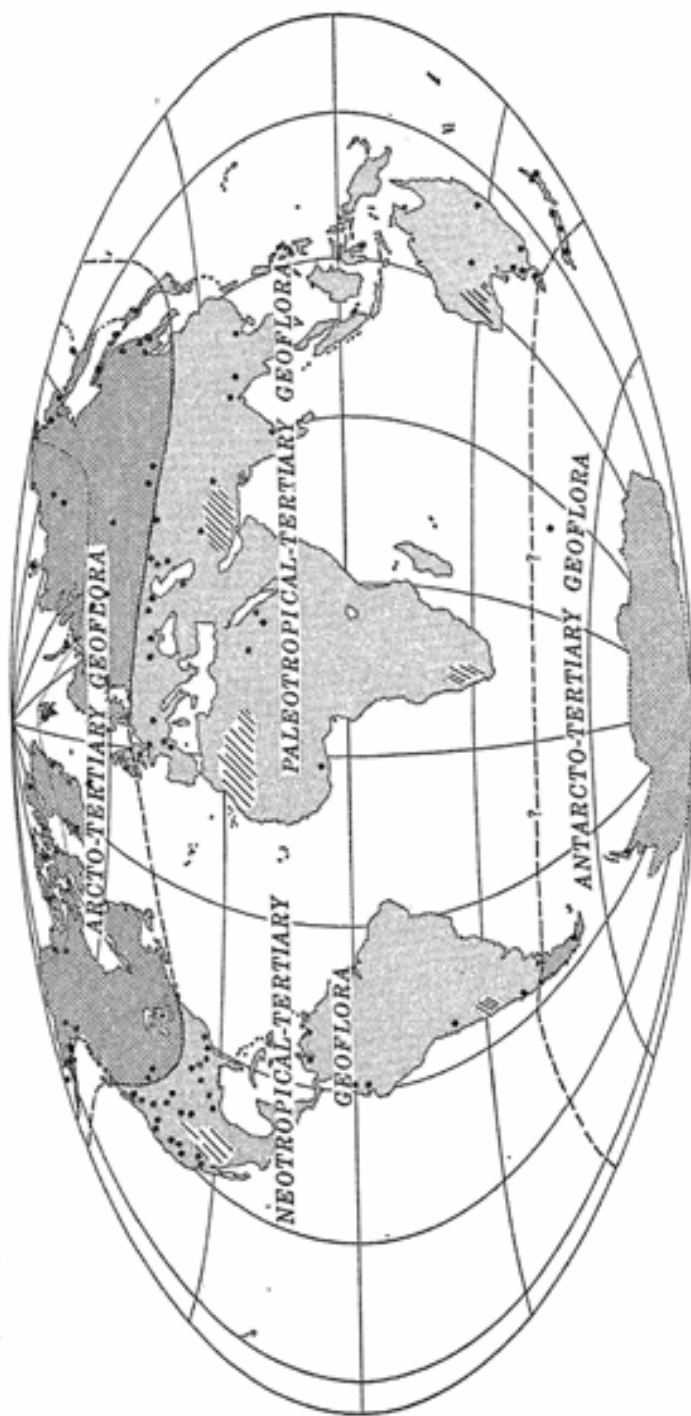 ARCTO-TERTIARY GEOFLORA
NEOTROPICAL-TERTIARY
GEOFLORA
PALEOTROPICAL-TERTIARY GEOFLORA
ANTARCTO-TERTIARY GEOFLORA
?
?